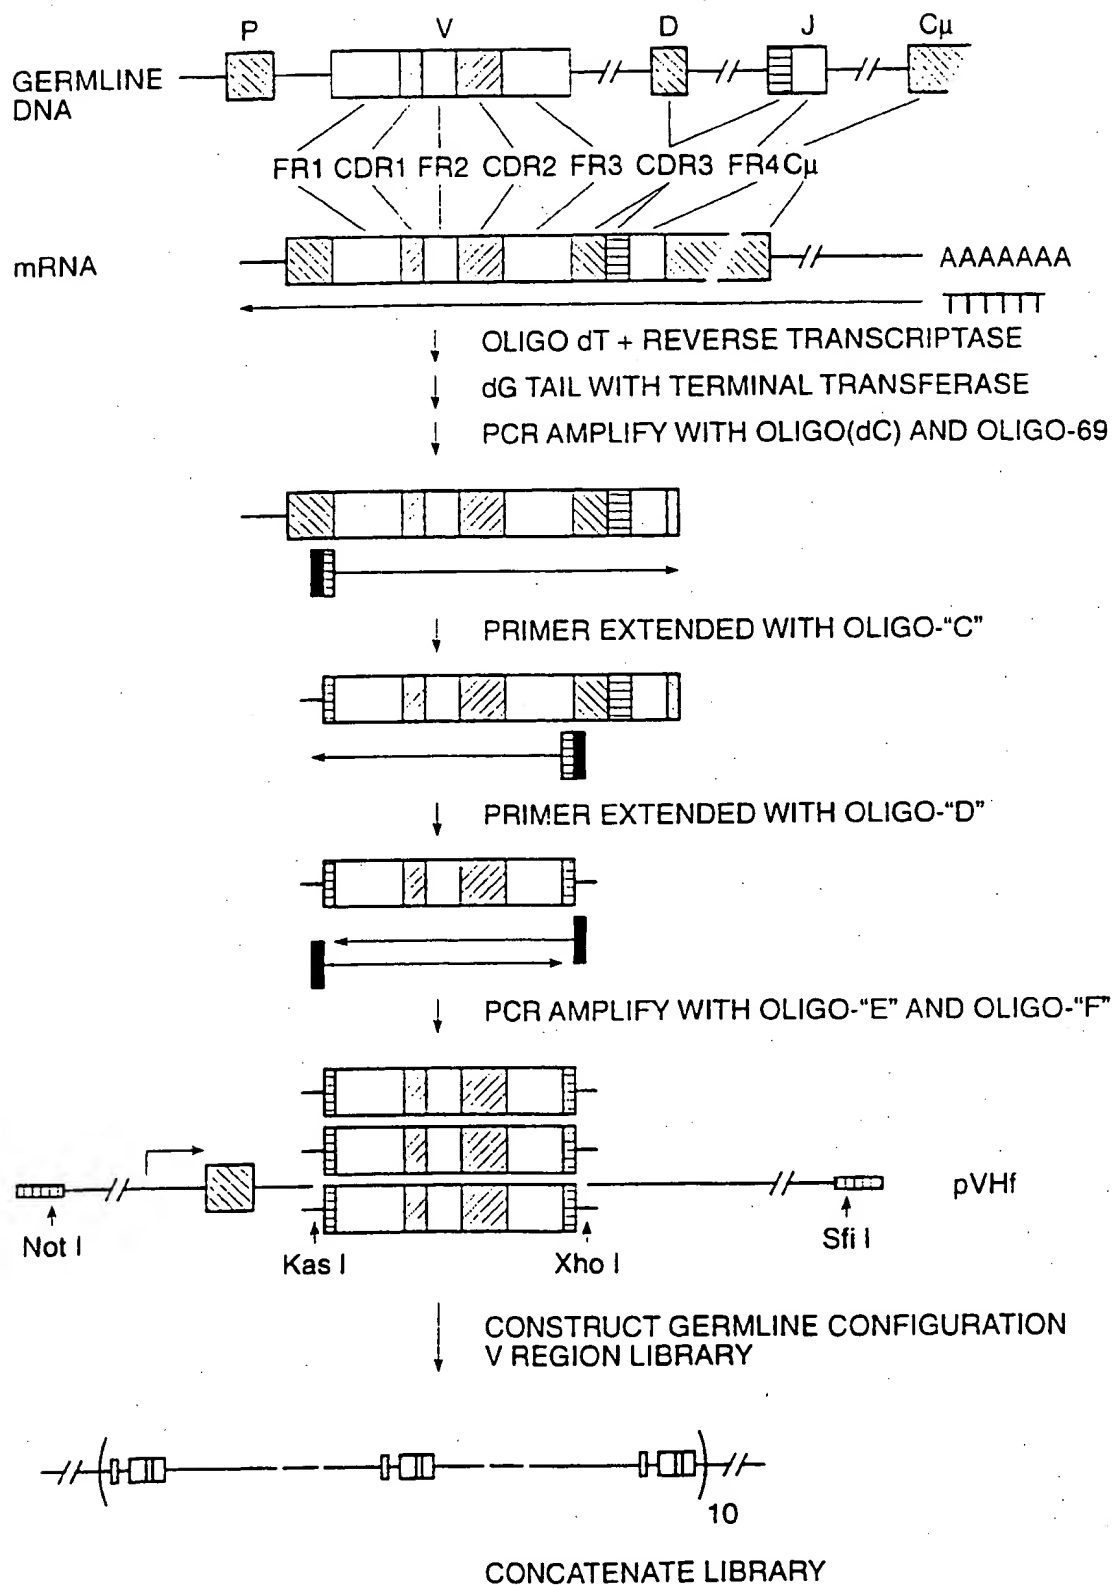 P V D J Cμ
GERMLINE
DNA
FR1 CDR1 FR2 CDR2 FR3 CDR3 FR4 Cμ
mRNA
AAAAAAA
TTTTTT
OLIGO dT + REVERSE TRANSCRIPTASE
dG TAIL WITH TERMINAL TRANSFERASE
PCR AMPLIFY WITH OLIGO(dC) AND OLIGO-69
PRIMER EXTENDED WITH OLIGO-“C”
PRIMER EXTENDED WITH OLIGO-“D”
PCR AMPLIFY WITH OLIGO-“E” AND OLIGO-“F”
pVHf
Not I
Kas I
Xho I
Sfi I
CONSTRUCT GERMLINE CONFIGURATION
V REGION LIBRARY
10
CONCATENATE LIBRARY